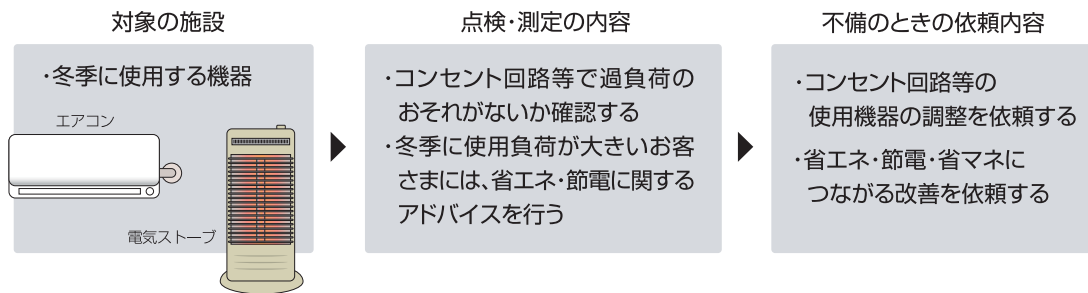 対象の施設
・冬季に使用する機器
エアコン
電気ストーブ
点検・測定の内容
・コンセント回路等で過負荷の
おそれがないか確認する
・冬季に使用負荷が大きいお客
さまには、省エネ・節電に関する
アドバイスを行う
不備のときの依頼内容
・コンセント回路等の
使用機器の調整を依頼する
・省エネ・節電・省マネに
つながる改善を依頼する